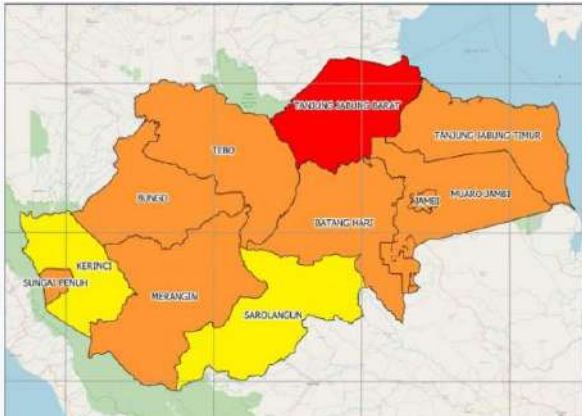 TANJUNG JABUNG BARAT
TANJUNG JABUNG TIMUR
TEBO
BUNGO
MUARO JAMBI
JAMBI
BATANG HARI
KERINCI
SUNGAI PENUH
MERANGIN
SAROLANGUN